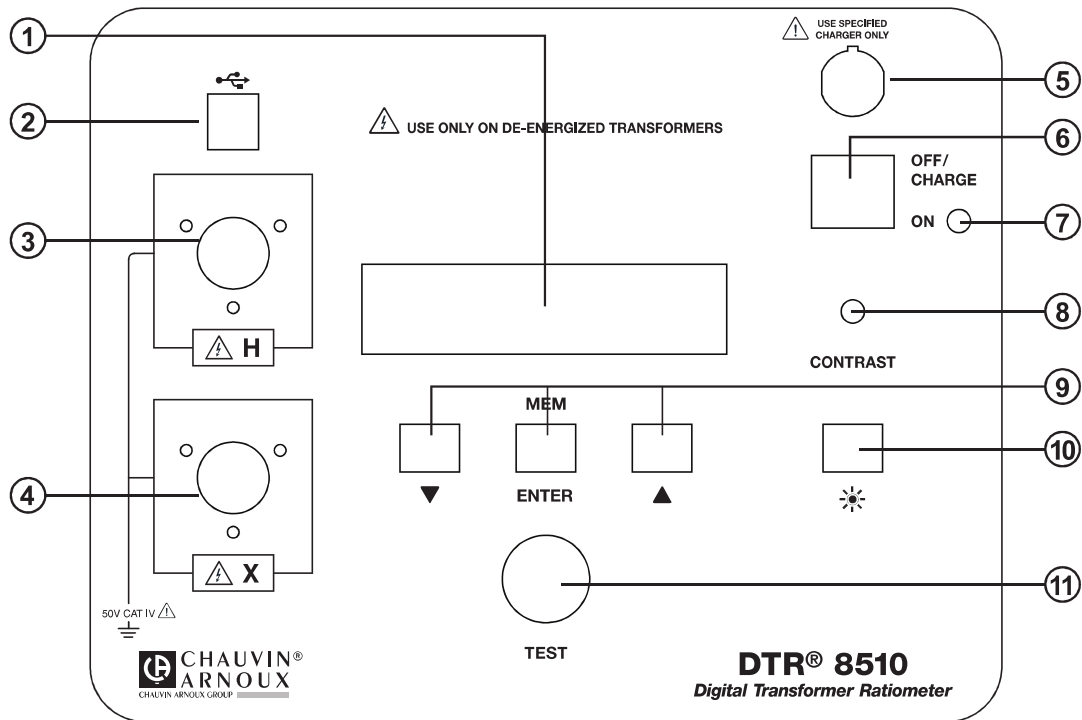 1
2
3
4
5
6
7
8
9
10
11
⚠ USE SPECIFIED
CHARGER ONLY
USE ONLY ON DE-ENERGIZED TRANSFORMERS
OFF/
CHARGE
ON
H
CONTRAST
MEM
▼
ENTER
▲
X
50V CAT IV ⚠
TEST
CHAUVIN®
ARNOUX
CHAUVIN ARNOUX GROUP
DTR® 8510
Digital Transformer Ratiometer